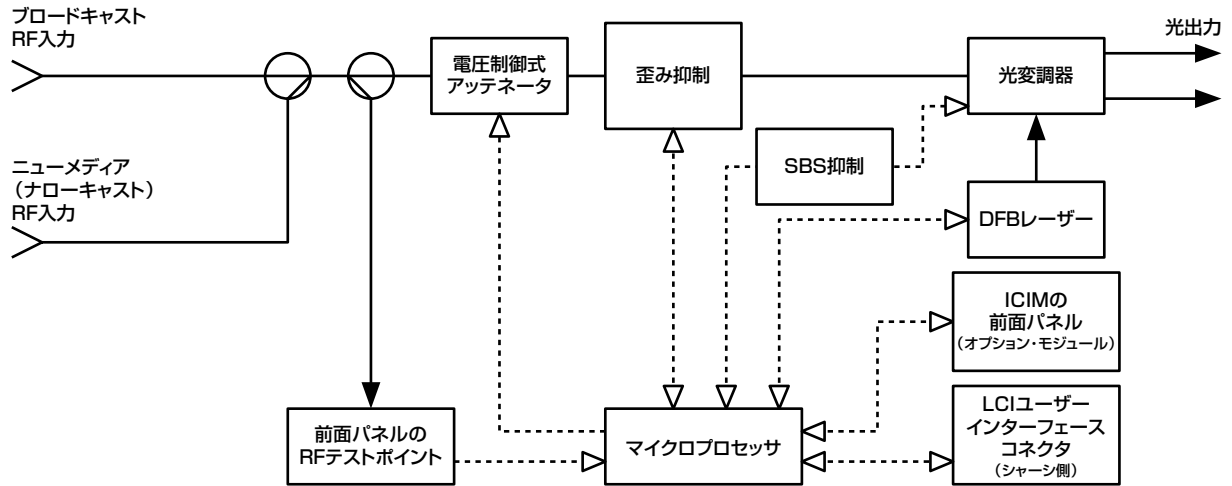 ブロードキャスト
RF入力
電圧制御式
アッテネータ
歪み抑制
光変調器
光出力
ニューメディア
（ナローキャスト）
RF入力
SBS抑制
DFBレーザー
ICIMの
前面パネル
（オプション・モジュール）
前面パネルの
RFテストポイント
マイクロプロセッサ
LCIユーザー
インターフェース
コネクタ
（シャーシ側）